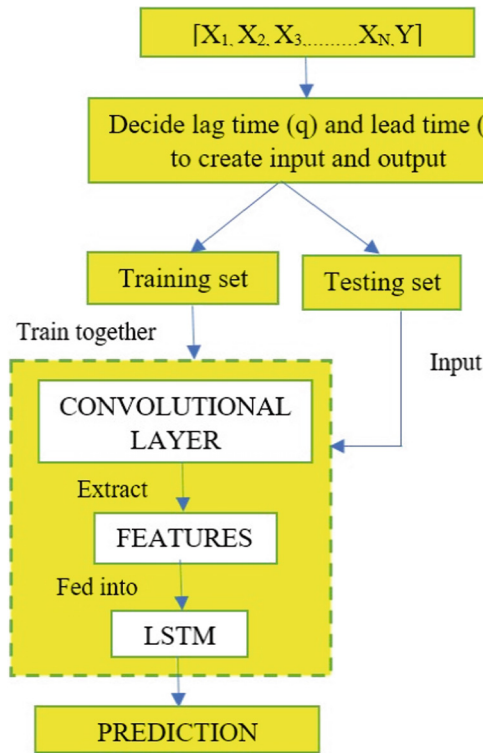 [X₁, X₂, X₃,.........X_N, Y]
Decide lag time (q) and lead time (
to create input and output
Training set
Testing set
Train together
Input
CONVOLUTIONAL
LAYER
Extract
FEATURES
Fed into
LSTM
PREDICTION